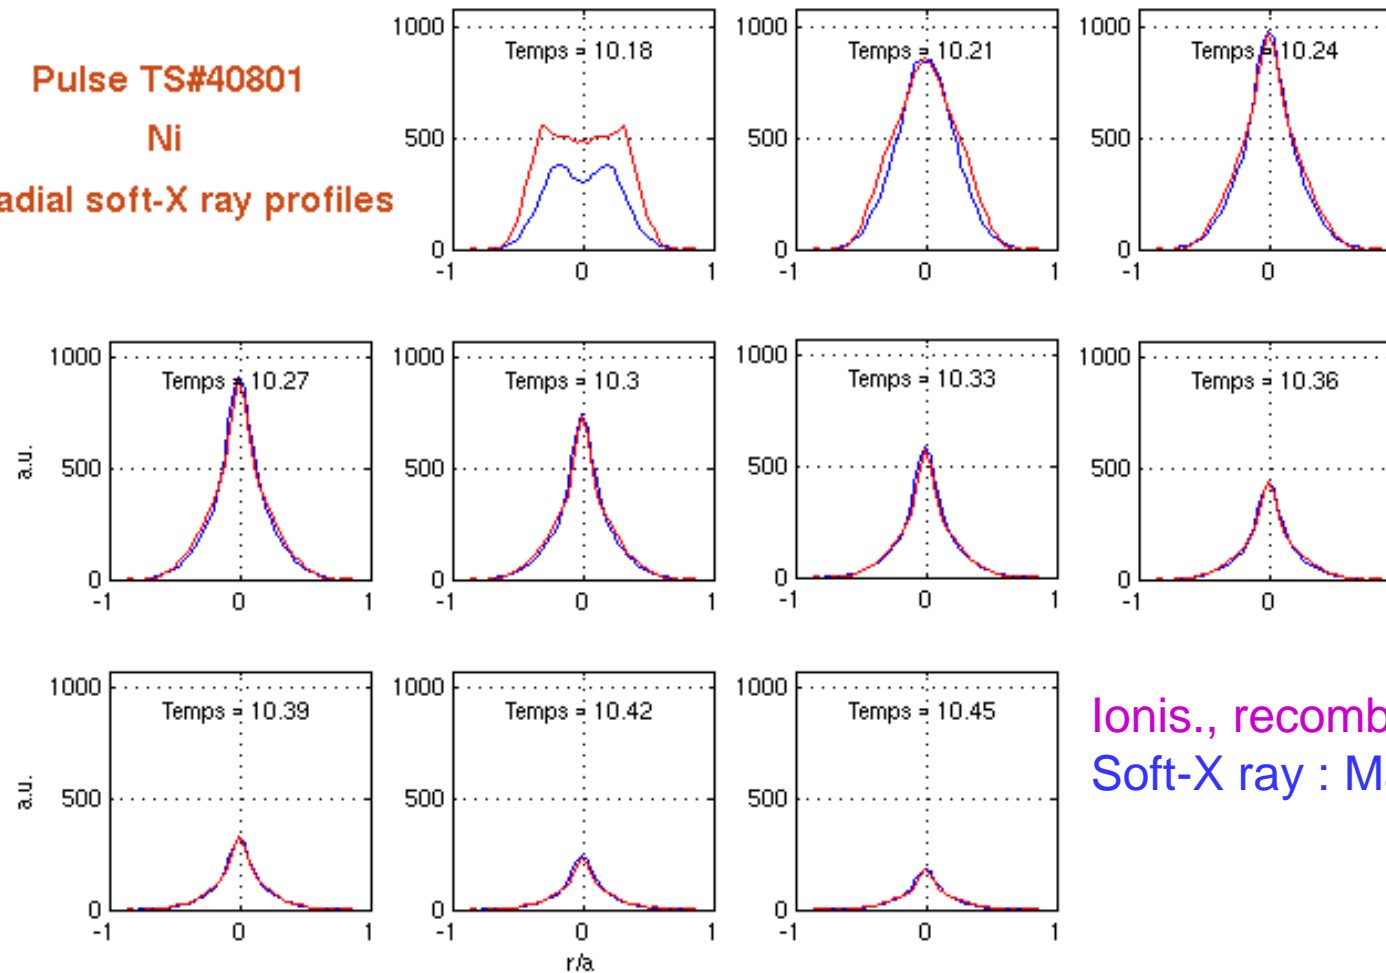 Pulse TS#40801
Ni
adial soft-X ray profiles
1000
500
0
-1 0 1
Temps = 10.18
1000
500
0
-1 0 1
Temps = 10.21
1000
500
0
-1 0
Temps = 10.24
a.u.
1000
500
0
-1 0 1
Temps = 10.27
1000
500
0
-1 0 1
Temps = 10.3
1000
500
0
-1 0 1
Temps = 10.33
1000
500
0
-1 0
Temps = 10.36
a.u.
1000
500
0
-1 0 1
Temps = 10.39
1000
500
0
-1 0 1
r/a
Temps = 10.42
1000
500
0
-1 0 1
Temps = 10.45
Ionis., recomb
Soft-X ray : M